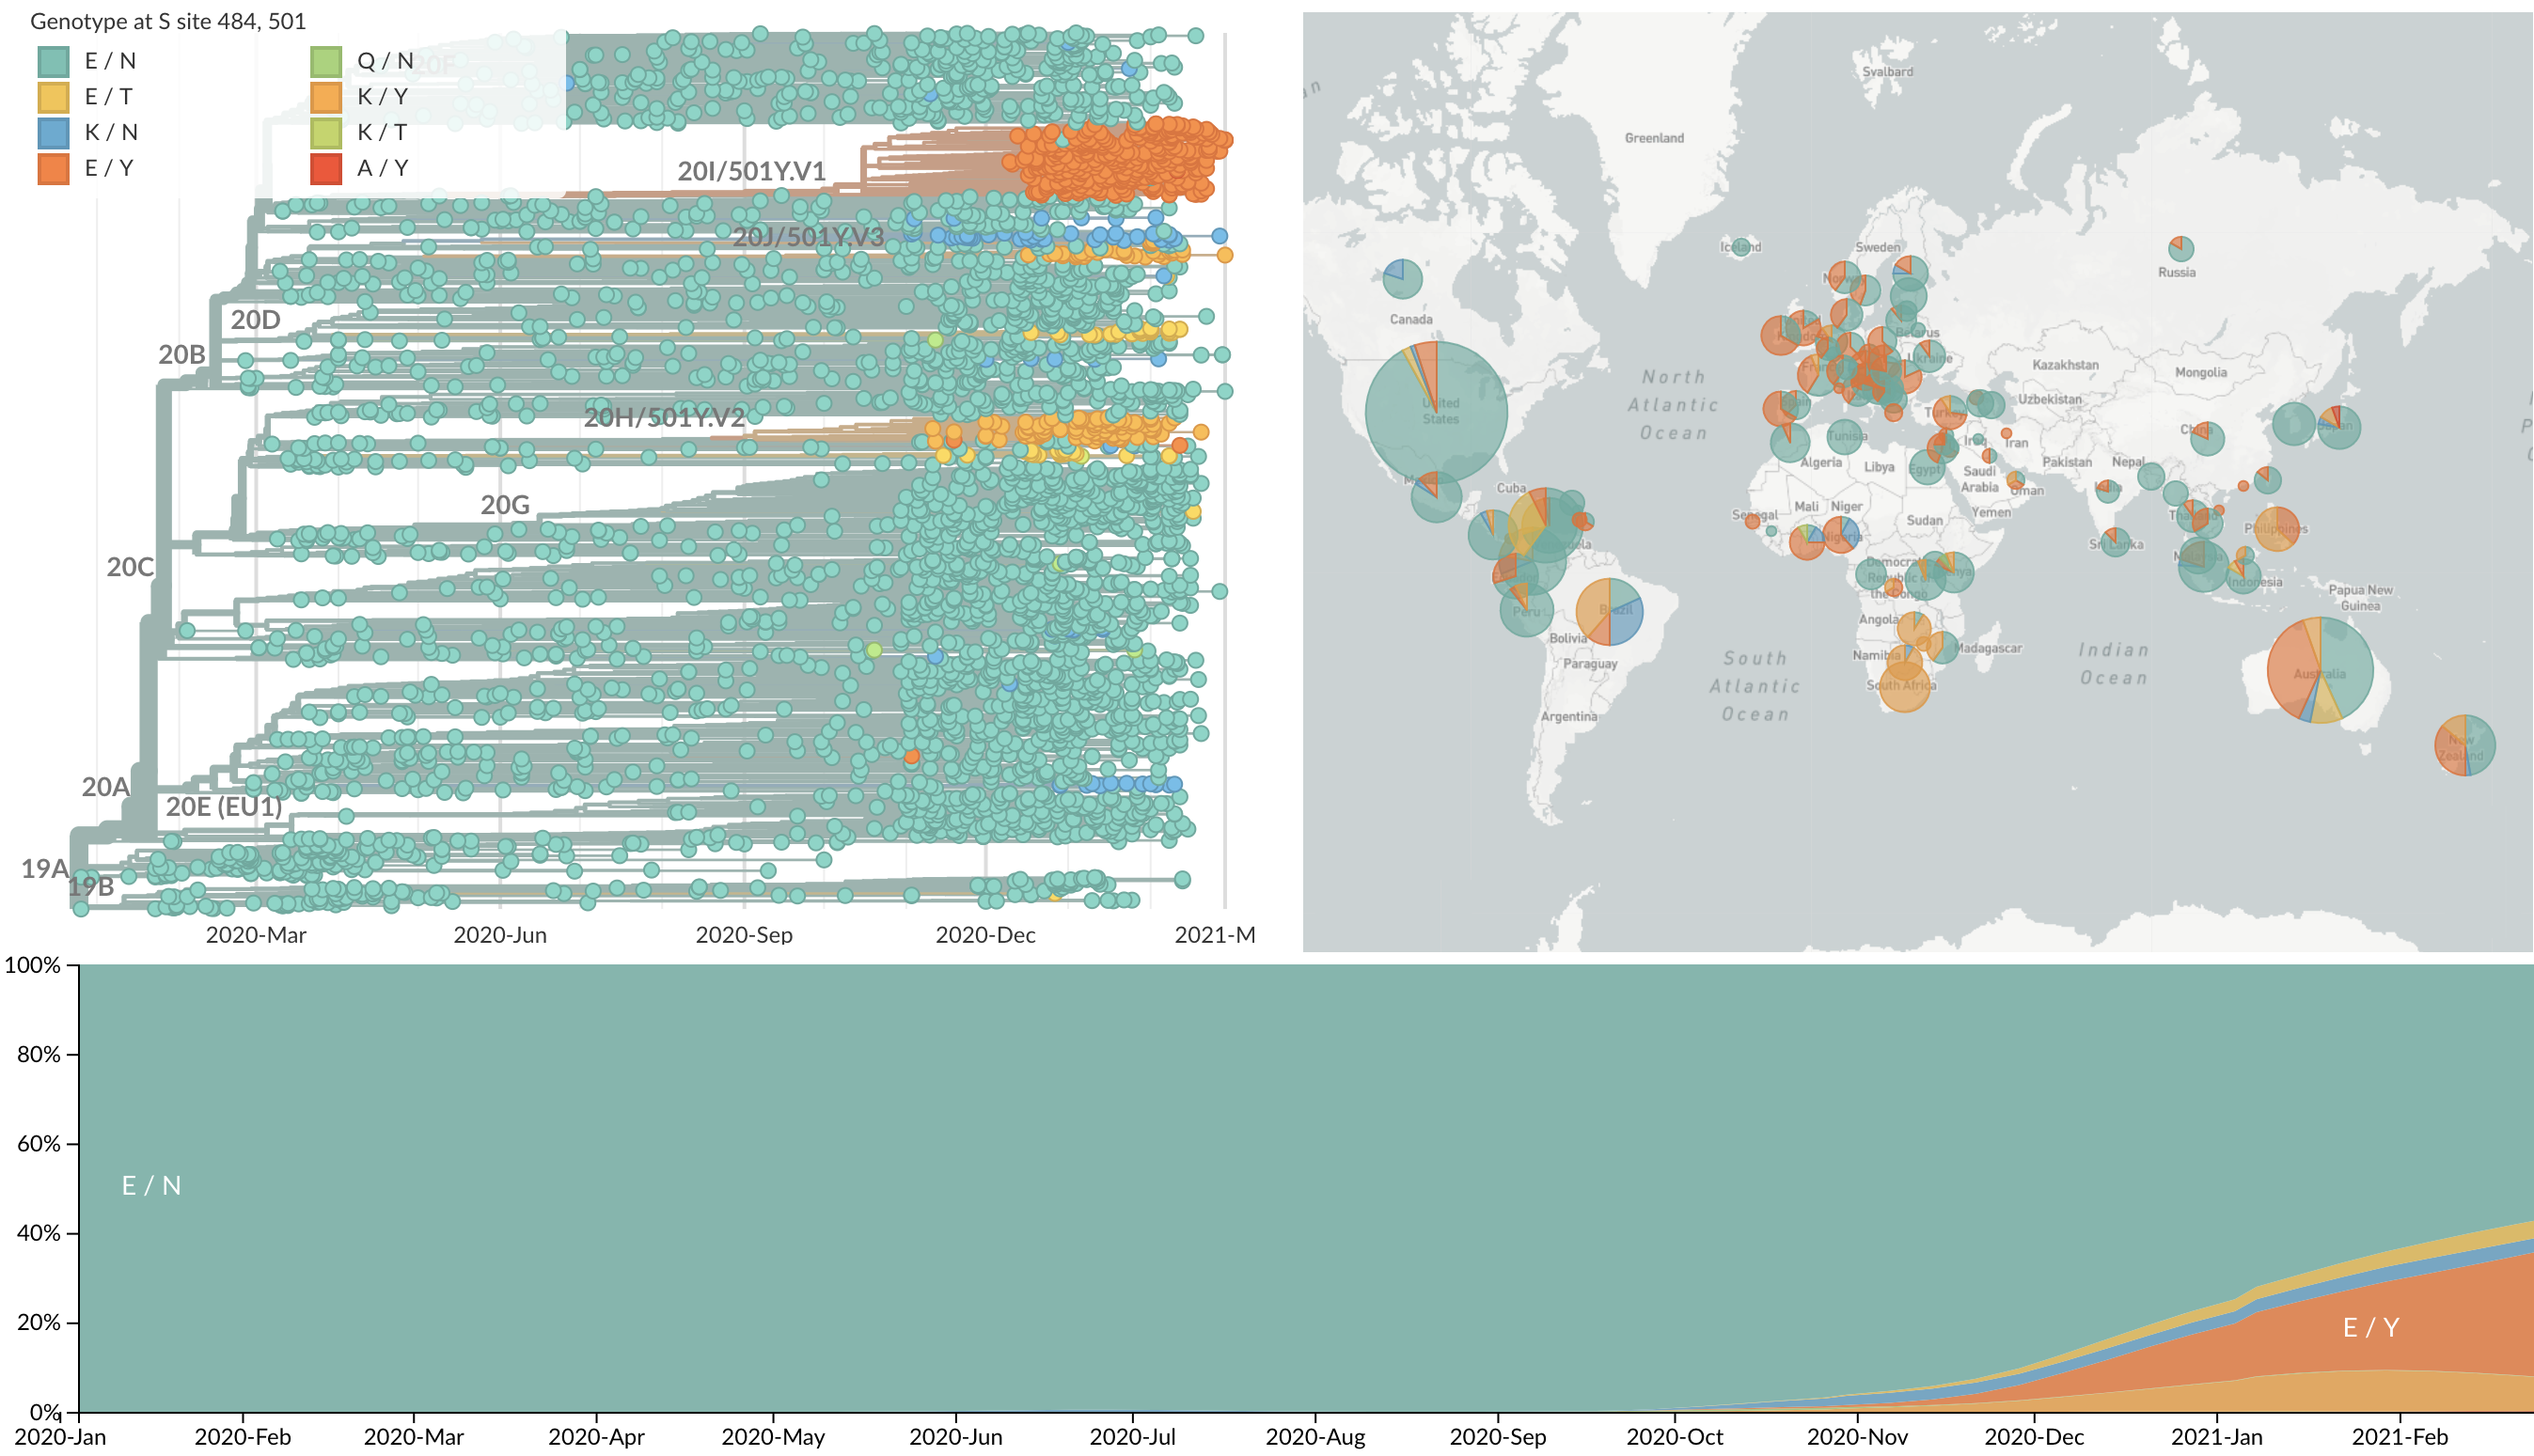 Genotype at S site 484, 501
E / N
Q / N
E / T
K / Y
K / N
K / T
E / Y
A / Y
20F
20I/501Y.V1
20J/501Y.V3
20D
20B
20H/501Y.V2
20G
20C
20A
20E (EU1)
19A
19B
2020-Mar
2020-Jun
2020-Sep
2020-Dec
2021-M
Svalbard
Greenland
Iceland
Sweden
Russia
Canada
Belarus
Ukraine
Kazakhstan
Mongolia
Uzbekistan
North
Atlantic
Ocean
United
States
Turkey
China
Japan
Tunisia
Iraq
Iran
Algeria
Libya
Egypt
Saudi
Arabia
Pakistan
Nepal
India
Oman
Cuba
Mali
Niger
Senegal
Sudan
Yemen
Nigeria
Philippines
Sri Lanka
Democratic
Republic of
the Congo
Indonesia
Papua New
Guinea
Peru
Brazil
Angola
Bolivia
Namibia
Madagascar
Paraguay
South
Atlantic
Ocean
Indian
Ocean
South Africa
Australia
Argentina
New
Zealand
100%
80%
60%
40%
20%
0%
E / N
E / Y
2020-Jan
2020-Feb
2020-Mar
2020-Apr
2020-May
2020-Jun
2020-Jul
2020-Aug
2020-Sep
2020-Oct
2020-Nov
2020-Dec
2021-Jan
2021-Feb